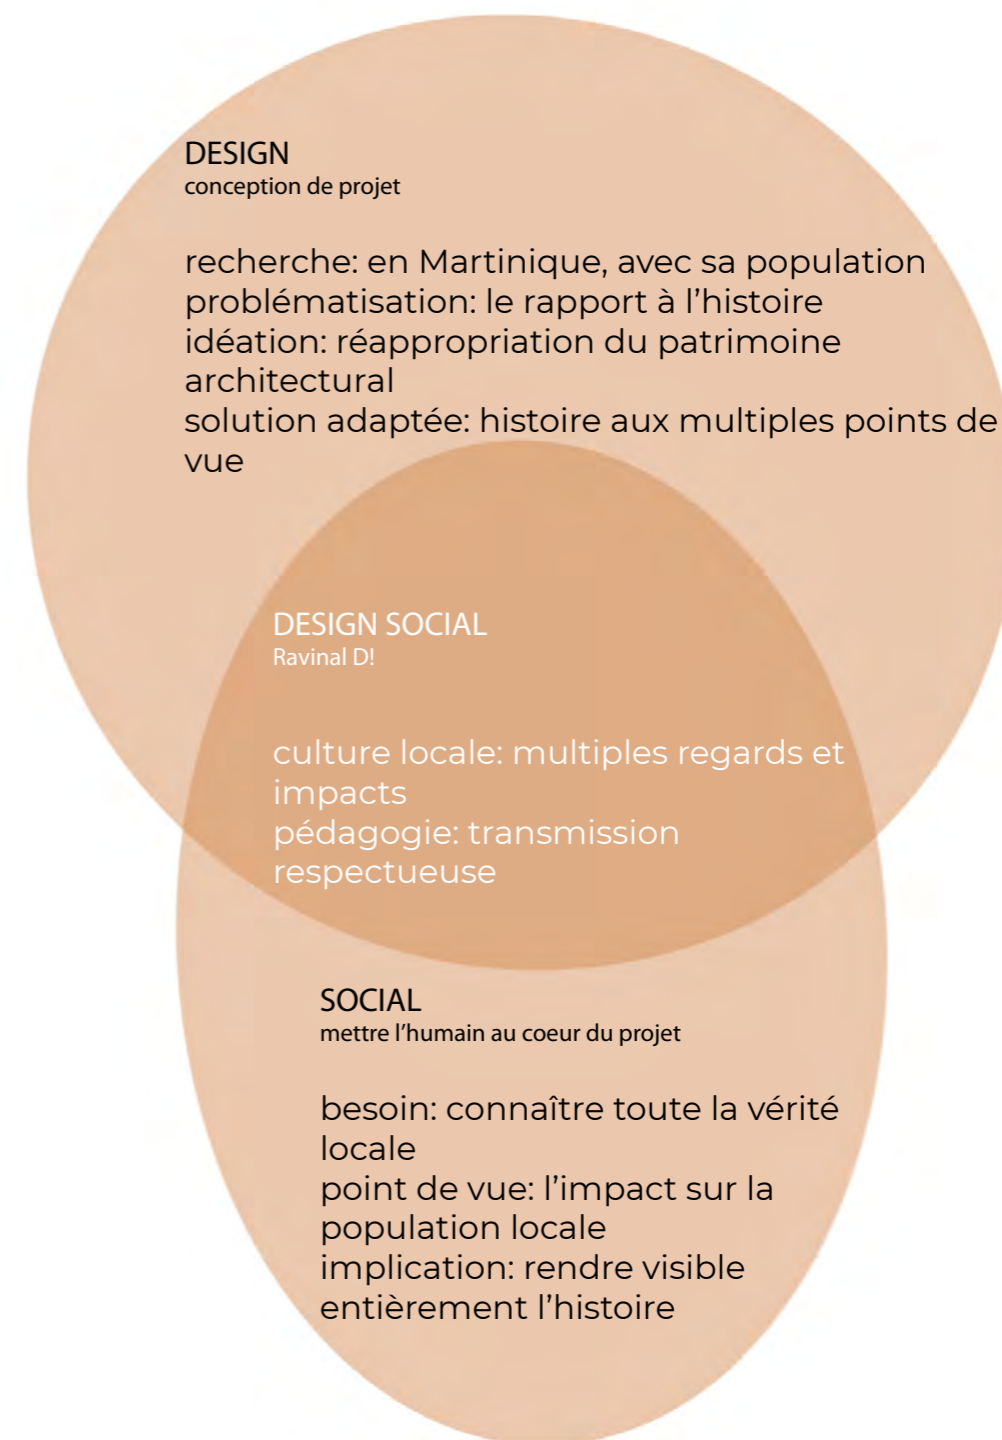 DESIGN
conception de projet
recherche: en Martinique, avec sa population
problématisation: le rapport à l’histoire
idéation: réappropriation du patrimoine
architectural
solution adaptée: histoire aux multiples points de
vue
DESIGN SOCIAL
Ravinal D!
culture locale: multiples regards et
impacts
pédagogie: transmission
respectueuse
SOCIAL
mettre l’humain au coeur du projet
besoin: connaître toute la vérité
locale
point de vue: l’impact sur la
population locale
implication: rendre visible
entièrement l’histoire